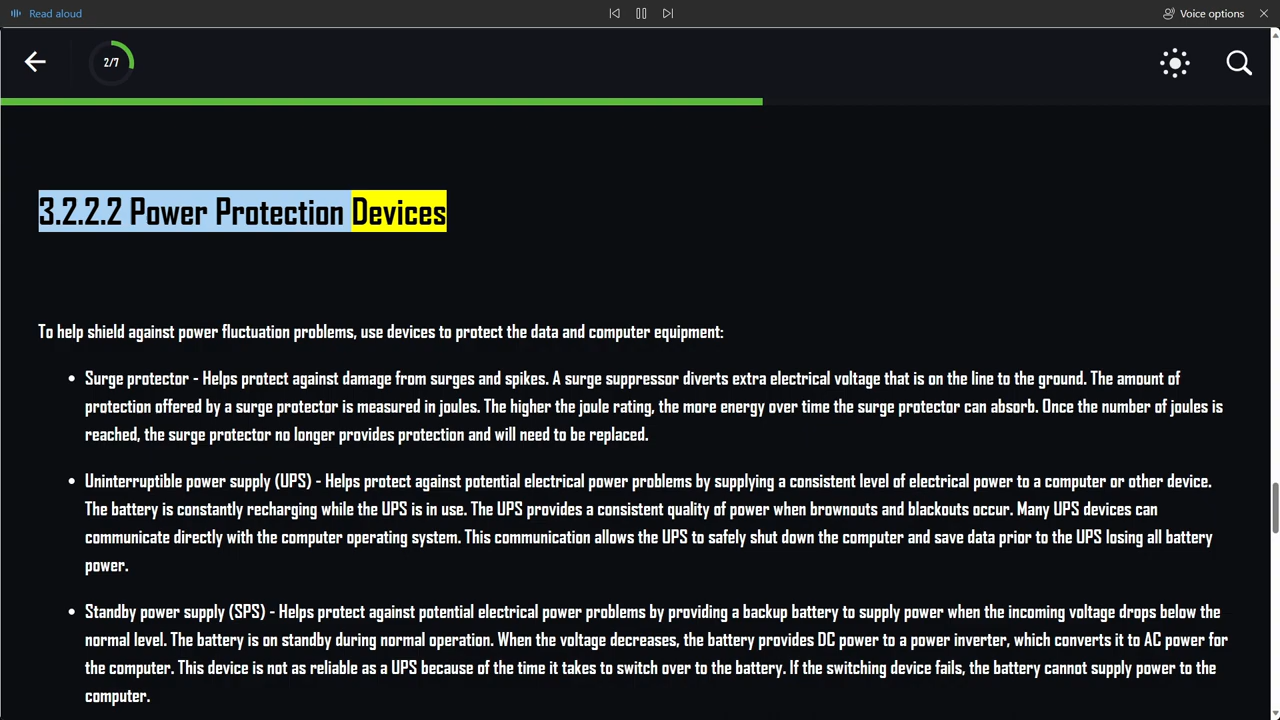 Read aloud
Voice options
2/7
3.2.2.2 Power Protection Devices
To help shield against power fluctuation problems, use devices to protect the data and computer equipment:
• Surge protector - Helps protect against damage from surges and spikes. A surge suppressor diverts extra electrical voltage that is on the line to the ground. The amount of
protection offered by a surge protector is measured in joules. The higher the joule rating, the more energy over time the surge protector can absorb. Once the number of joules is
reached, the surge protector no longer provides protection and will need to be replaced.
• Uninterruptible power supply (UPS) - Helps protect against potential electrical power problems by supplying a consistent level of electrical power to a computer or other device.
The battery is constantly recharging while the UPS is in use. The UPS provides a consistent quality of power when brownouts and blackouts occur. Many UPS devices can
communicate directly with the computer operating system. This communication allows the UPS to safely shut down the computer and save data prior to the UPS losing all battery
power.
• Standby power supply (SPS) - Helps protect against potential electrical power problems by providing a backup battery to supply power when the incoming voltage drops below the
normal level. The battery is on standby during normal operation. When the voltage decreases, the battery provides DC power to a power inverter, which converts it to AC power for
the computer. This device is not as reliable as a UPS because of the time it takes to switch over to the battery. If the switching device fails, the battery cannot supply power to the
computer.